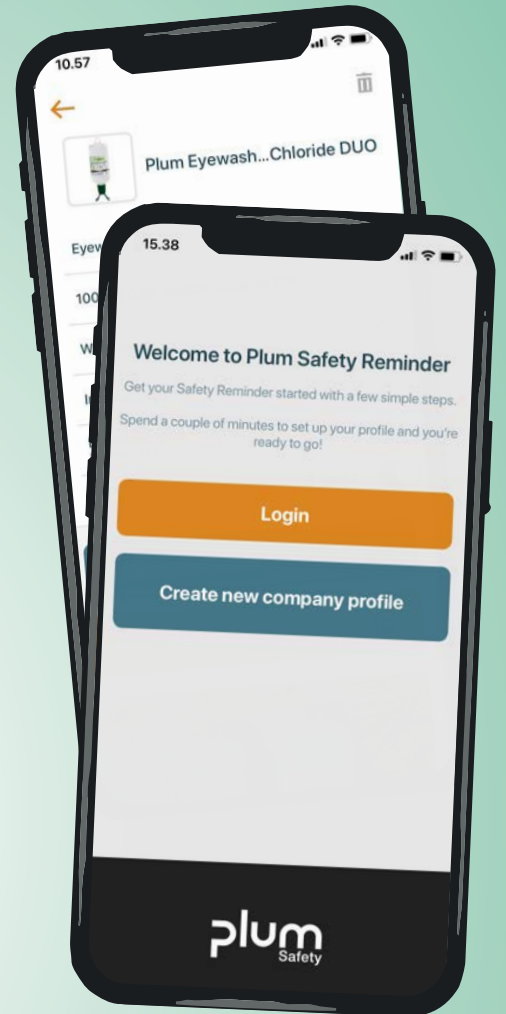 10.57
Plum Eyewash...Chloride DUO
Eyew
100
W
15.38
Welcome to Plum Safety Reminder
Get your Safety Reminder started with a few simple steps.
Spend a couple of minutes to set up your profile and you're
ready to go!
Login
Create new company profile
plum
Safety